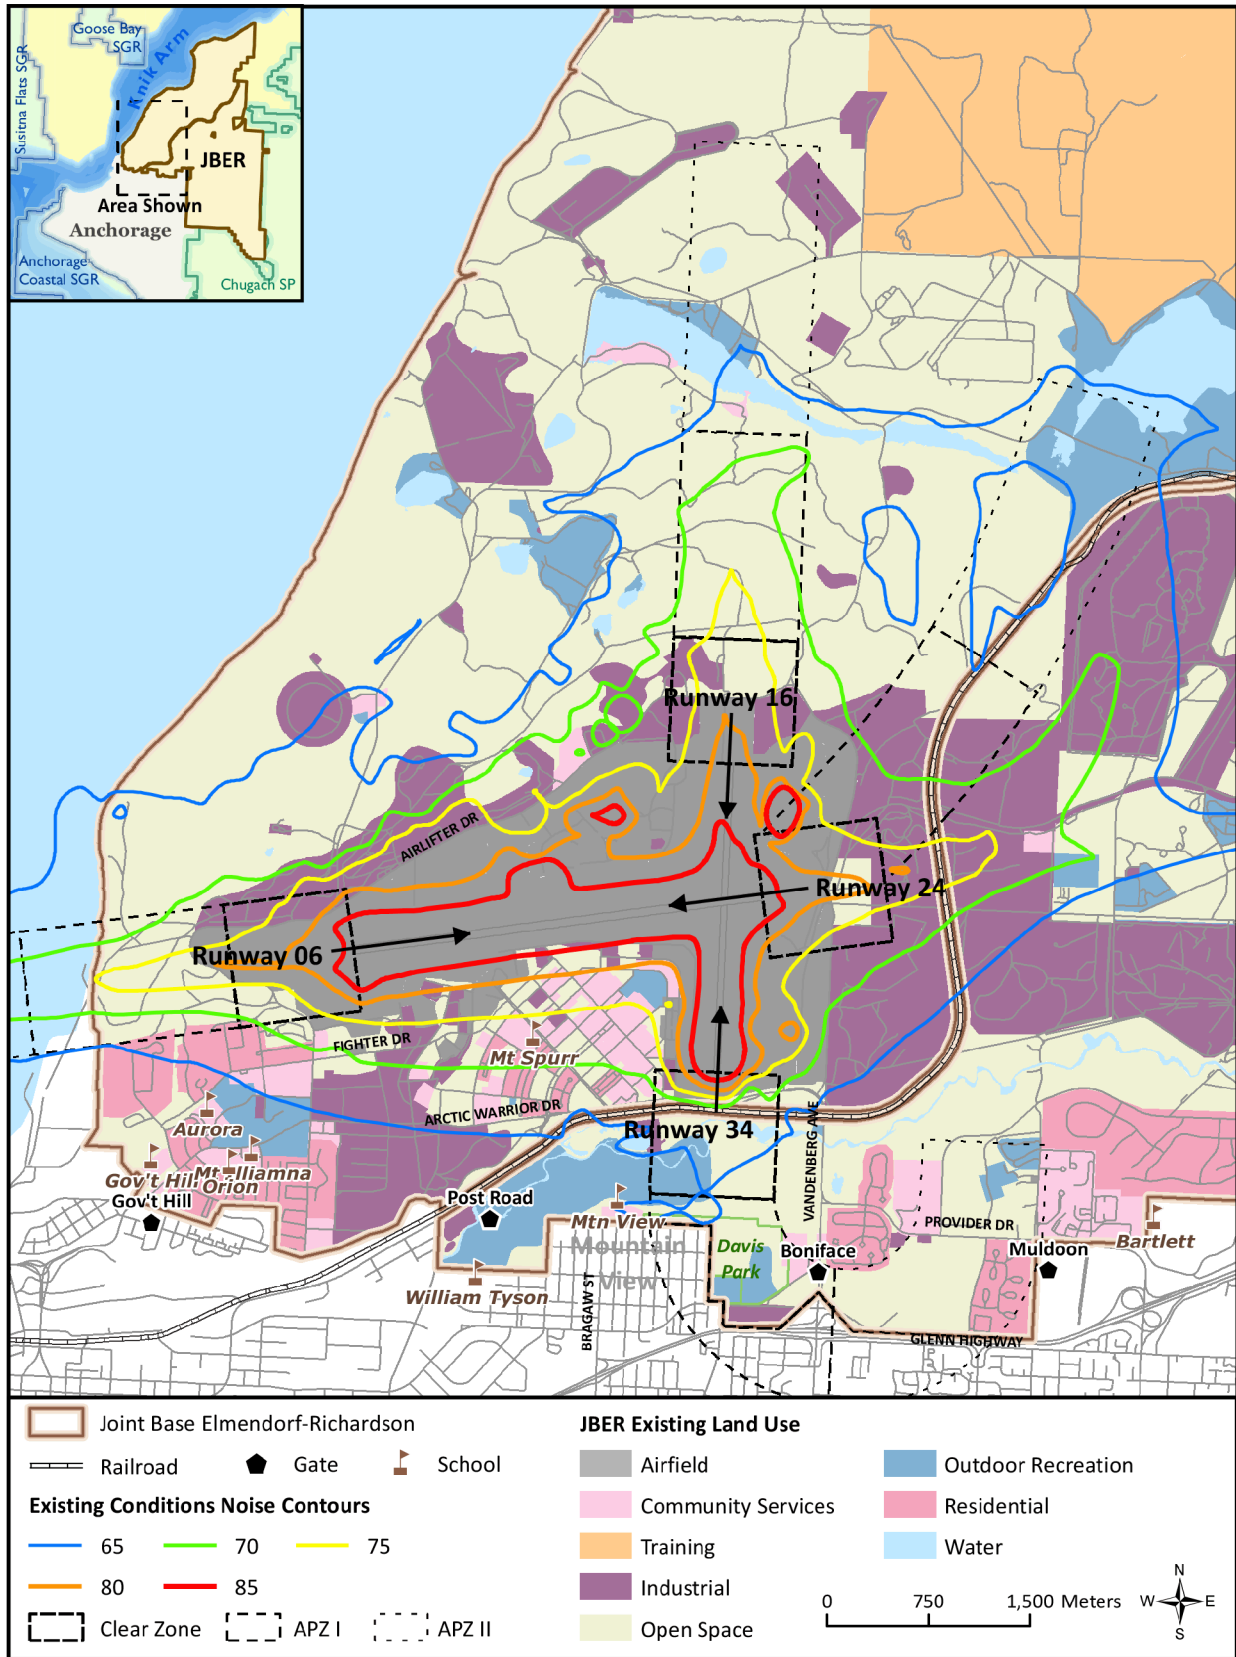 Goose Bay
SGR
Susitna Flats SGR
Knik Arm
JBER
Area Shown
Anchorage
Anchorage
Coastal SGR
Chugach SP
Runway 16
AIRLIFTER DR
Runway 24
Runway 06
FIGHTER DR
Mt Spurr
ARCTIC WARRIOR DR
Runway 34
VANDENBERG AVE
Aurora
Gov't Hill
Mt Iliamna
Orion
Gov't Hill
Post Road
Mtn View
Mountain
View
Davis
Park
Boniface
PROVIDER DR
Muldoon
Bartlett
William Tyson
BRAGAW ST
GLENN HIGHWAY
Joint Base Elmendorf-Richardson
Railroad
Gate
School
Existing Conditions Noise Contours
65
70
75
80
85
Clear Zone
APZ I
APZ II
JBER Existing Land Use
Airfield
Community Services
Training
Industrial
Open Space
Outdoor Recreation
Residential
Water
0 750 1,500 Meters
N
W E
S